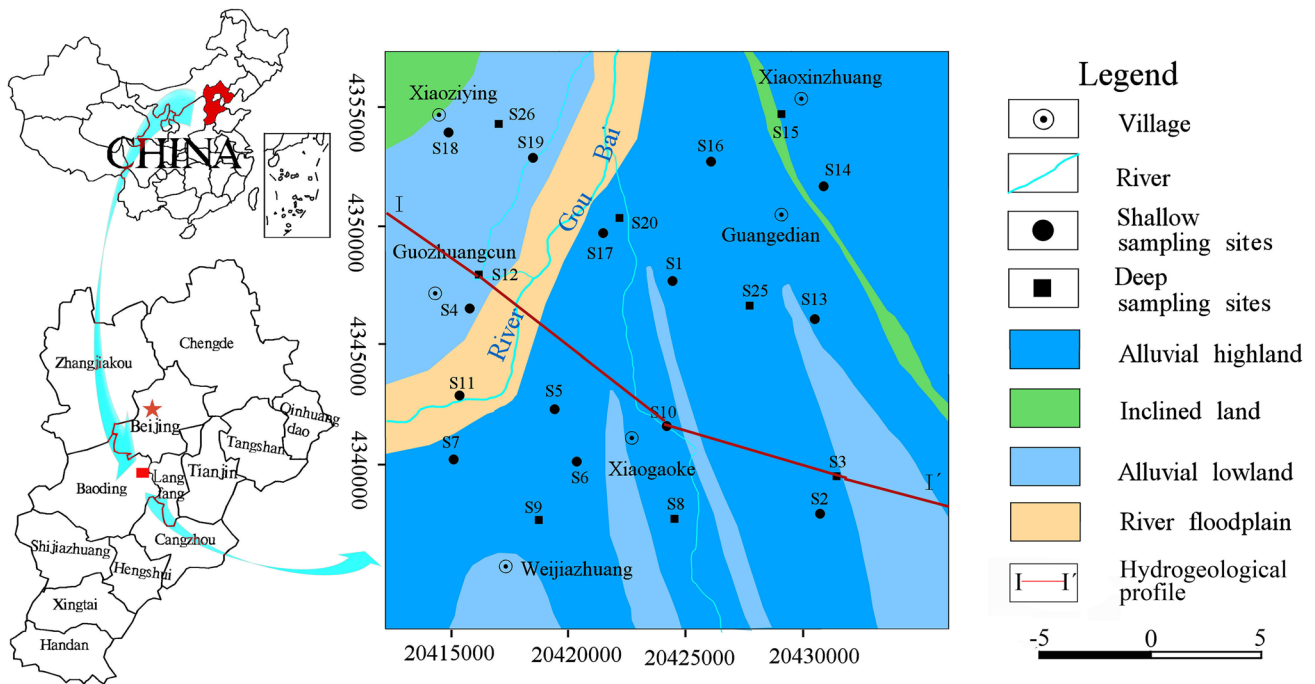 CHINA
Chengde
Zhangjiakou
Beijing
Qinhuang
dao
Tangshan
Tianjin
Lang
fang
Baoding
Cangzhou
Shijiazhuang
Hengshui
Xingtai
Handan
4355000
4350000
4345000
4340000
20415000
20420000
20425000
20430000
Xiaoziying
S18
S26
S19
Xiaoxinzhuang
S15
S16
S14
Bai
Gou
River
I
S20
S17
Guangedian
Guozhuangcun
S12
S4
S1
S25
S13
S11
S5
S10
S7
S6
Xiaogaoke
S3
I′
S9
S8
S2
Weijiazhuang
Legend
Village
River
Shallow
sampling sites
Deep
sampling sites
Alluvial highland
Inclined land
Alluvial lowland
River floodplain
I I′
Hydrogeological
profile
-5 0 5